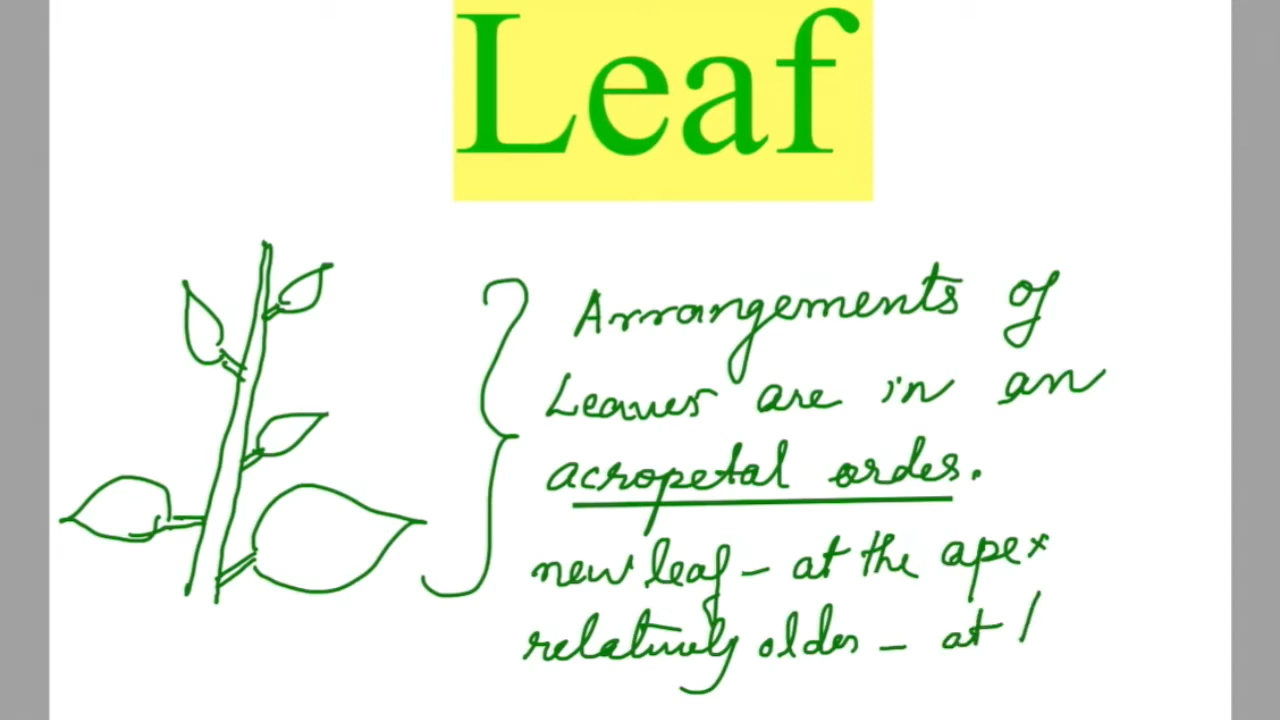 Leaf
Arrangements of
Leaves are in an
acropetal order.
new leaf - at the apex
relatively older - at